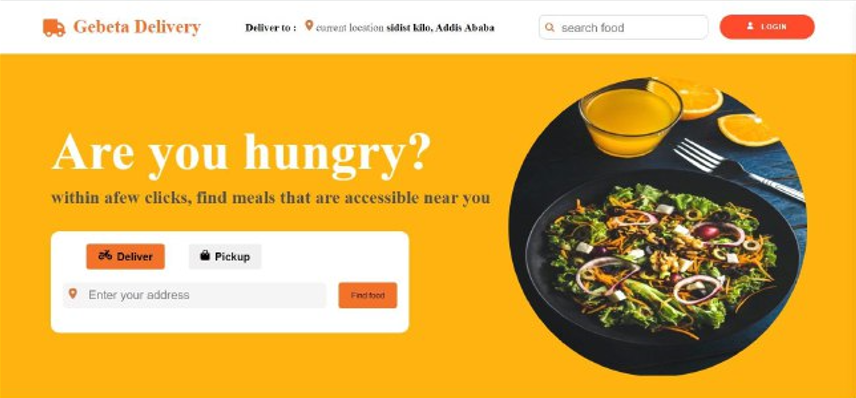 Gebeta Delivery
Deliver to : current location sidist kilo, Addis Ababa
search food
LOGIN
Are you hungry?
within afew clicks, find meals that are accessible near you
Deliver
Pickup
Enter your address
Find food